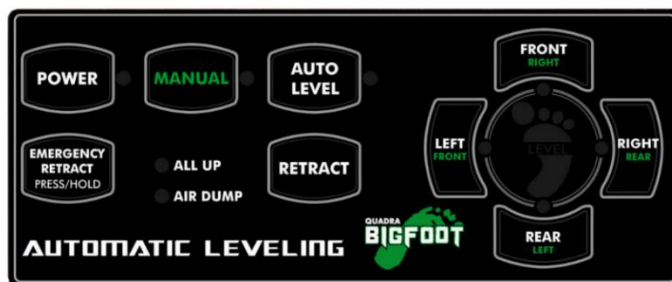 POWER
MANUAL
AUTO
LEVEL
FRONT
RIGHT
EMERGENCY
RETRACT
PRESS/HOLD
ALL UP
AIR DUMP
RETRACT
LEFT
FRONT
LEVEL
RIGHT
REAR
REAR
LEFT
AUTOMATIC LEVELING
QUADRA
BIGFOOT